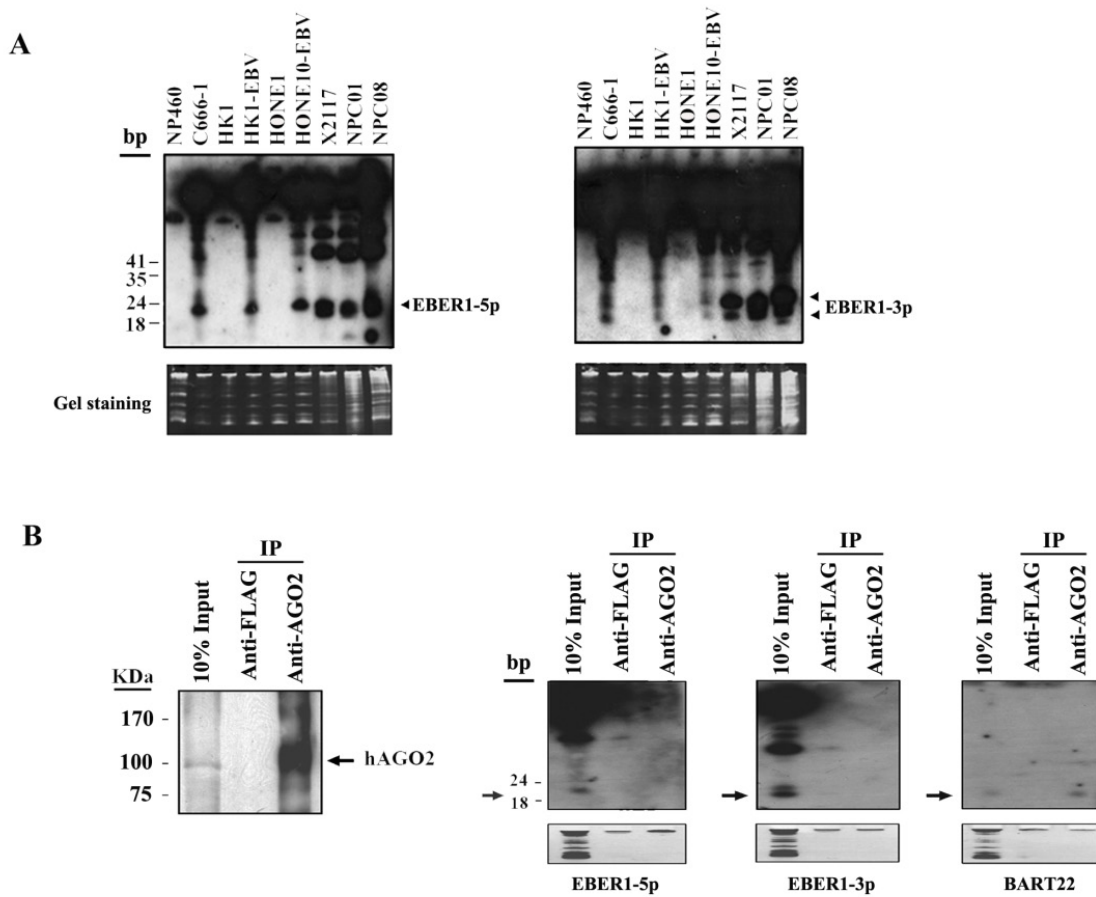 A
bp
NP460
C666-1
HK1
HK1-EBV
HONE1
HONE10-EBV
X2117
NPC01
NPC08
41
35
24
18
EBER1-5p
NP460
C666-1
HK1
HK1-EBV
HONE1
HONE10-EBV
X2117
NPC01
NPC08
EBER1-3p
Gel staining
B
IP
10% Input
Anti-FLAG
Anti-AGO2
KDa
170
100
75
hAGO2
bp
IP
10% Input
Anti-FLAG
Anti-AGO2
24
18
EBER1-5p
IP
10% Input
Anti-FLAG
Anti-AGO2
EBER1-3p
IP
10% Input
Anti-FLAG
Anti-AGO2
BART22